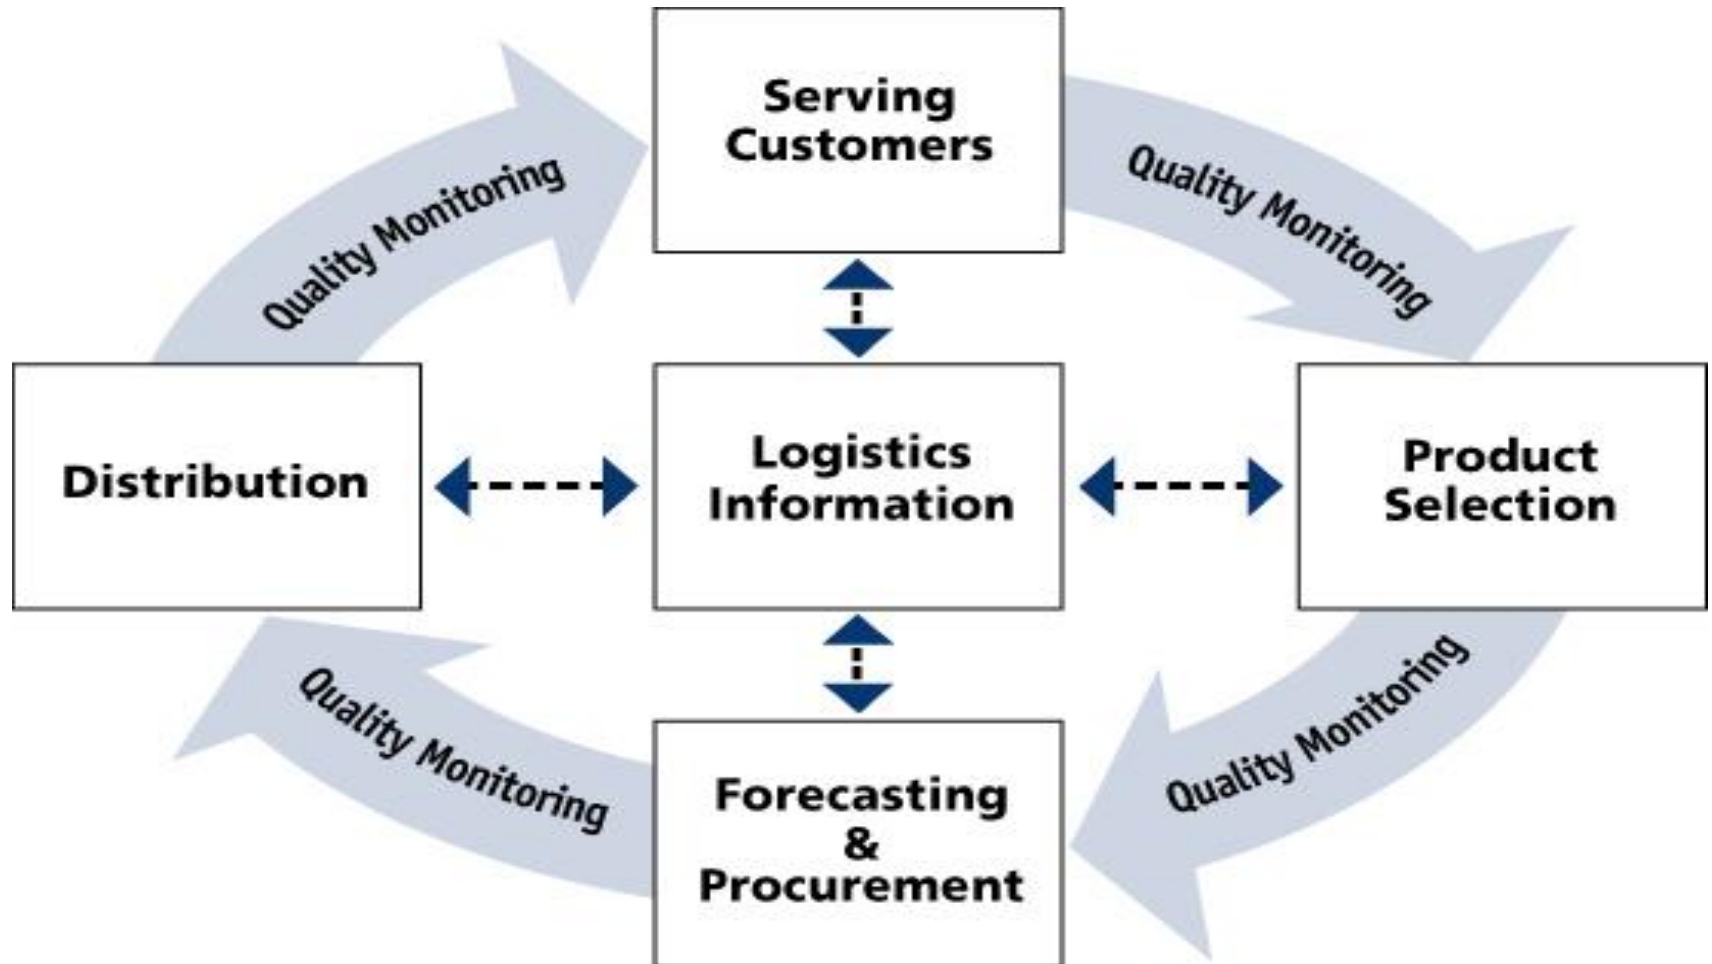 Serving
Customers
Quality Monitoring
Quality Monitoring
Distribution
Logistics
Information
Product
Selection
Quality Monitoring
Quality Monitoring
Forecasting
&
Procurement